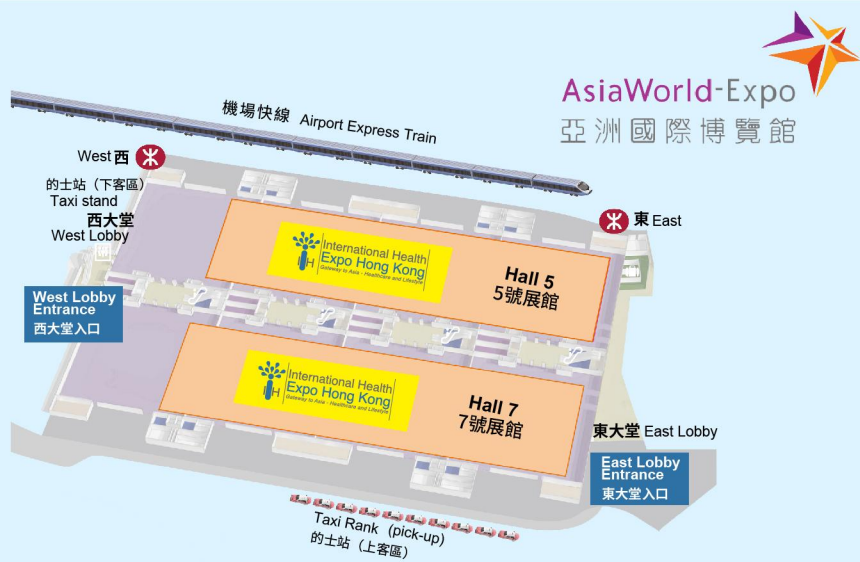 AsiaWorld-Expo
亞洲國際博覽館
機場快線 Airport Express Train
West 西
東 East
的士站（下客區）
Taxi stand
西大堂
West Lobby
West Lobby
Entrance
西大堂入口
International Health
Expo Hong Kong
Gateway to Asia - Healthcare and Lifestyle
Hall 5
5號展館
International Health
Expo Hong Kong
Gateway to Asia - Healthcare and Lifestyle
Hall 7
7號展館
東大堂 East Lobby
East Lobby
Entrance
東大堂入口
Taxi Rank (pick-up)
的士站（上客區）